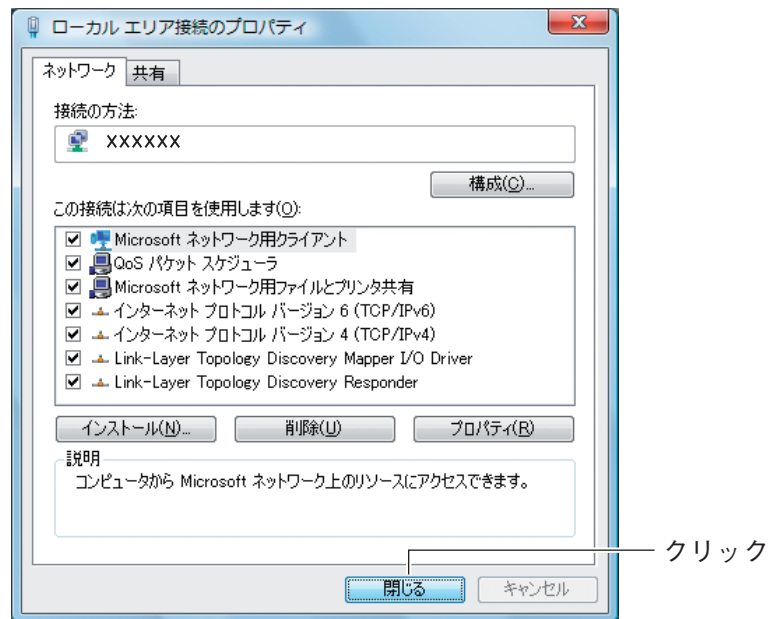 ローカル エリア接続のプロパティ
ネットワーク 共有
接続の方法:
XXXXXX
構成(C)...
この接続は次の項目を使用します(O):
Microsoft ネットワーク用クライアント
QoS パケット スケジューラ
Microsoft ネットワーク用ファイルとプリンタ共有
インターネット プロトコル バージョン 6 (TCP/IPv6)
インターネット プロトコル バージョン 4 (TCP/IPv4)
Link-Layer Topology Discovery Mapper I/O Driver
Link-Layer Topology Discovery Responder
インストール(N)... 削除(U) プロパティ(R)
説明
コンピュータから Microsoft ネットワーク上のリソースにアクセスできます。
クリック
閉じる キャンセル